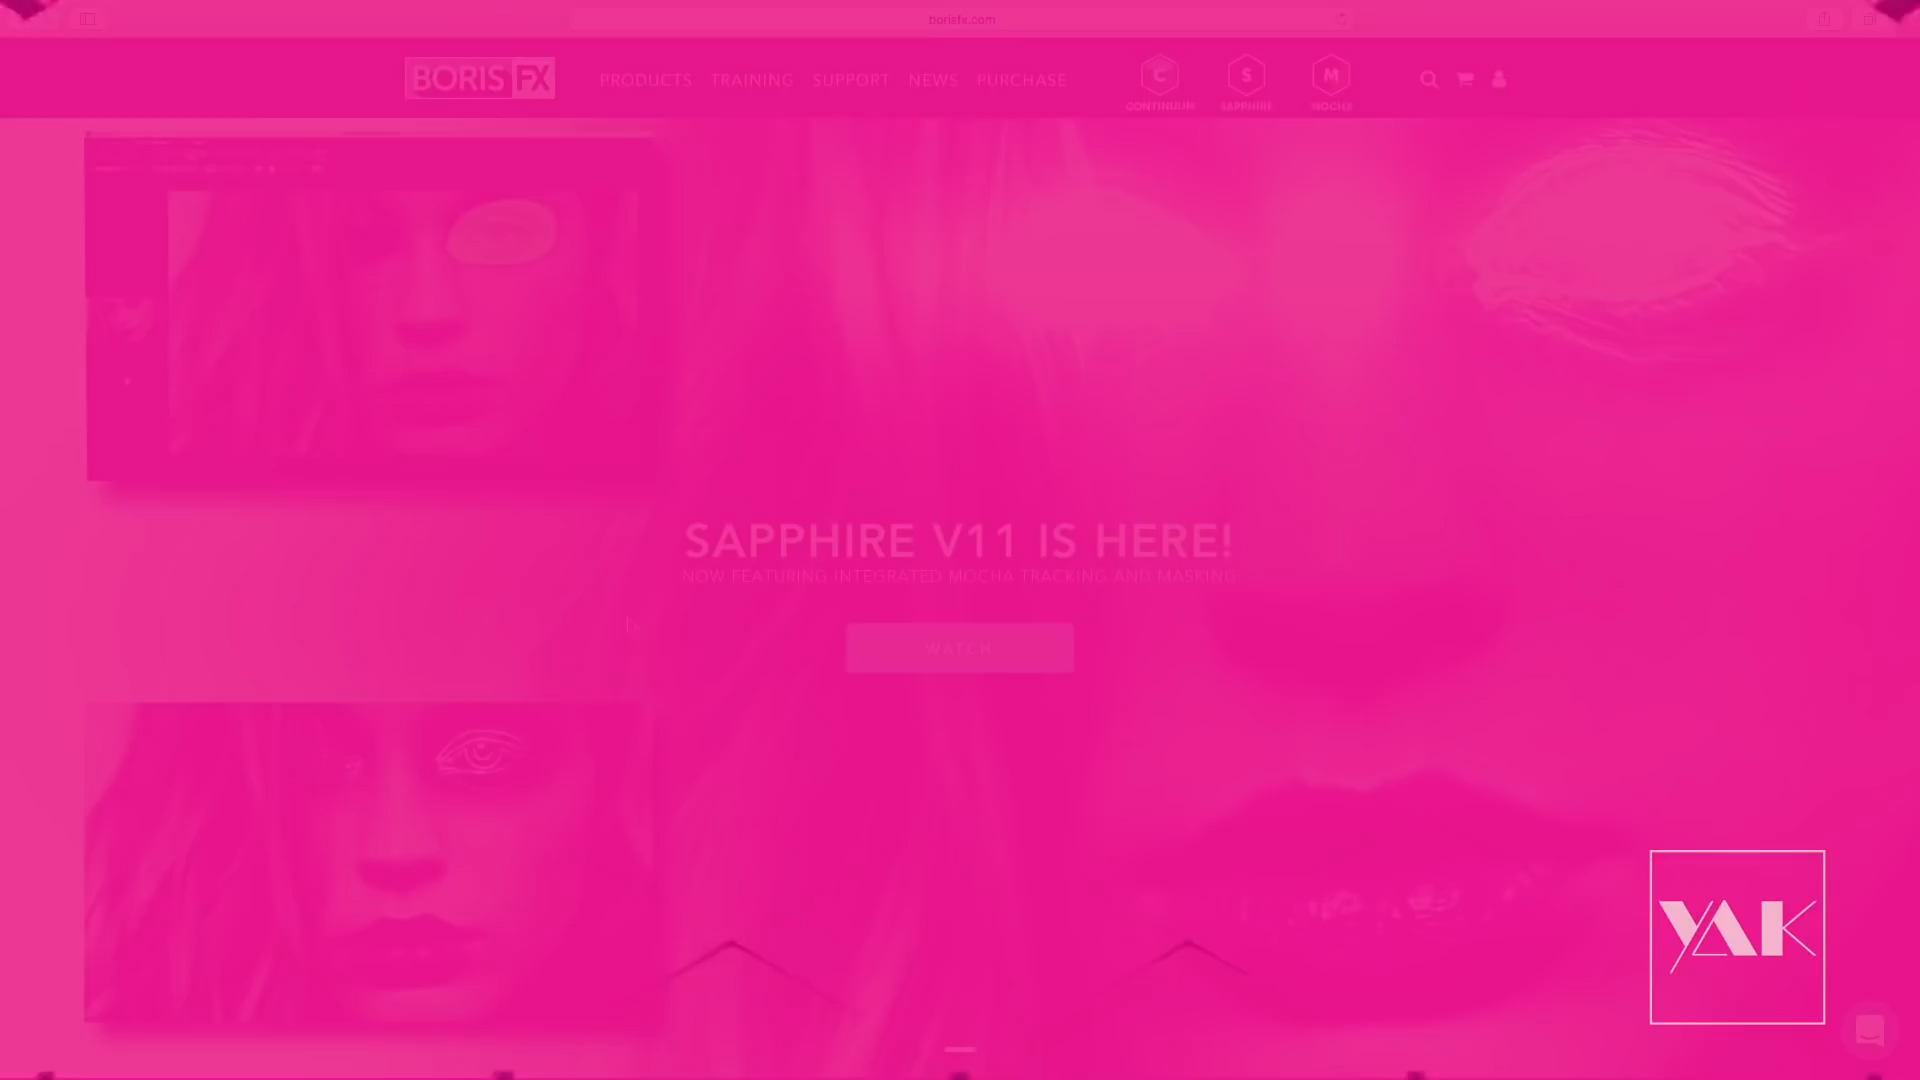 borisfx.com
BORIS FX
PRODUCTS TRAINING SUPPORT NEWS PURCHASE
C S M
CONTINUUM SAPPHIRE MOCHA
SAPPHIRE V11 IS HERE!
NOW FEATURING INTEGRATED MOCHA TRACKING AND MASKING
WATCH
YAK